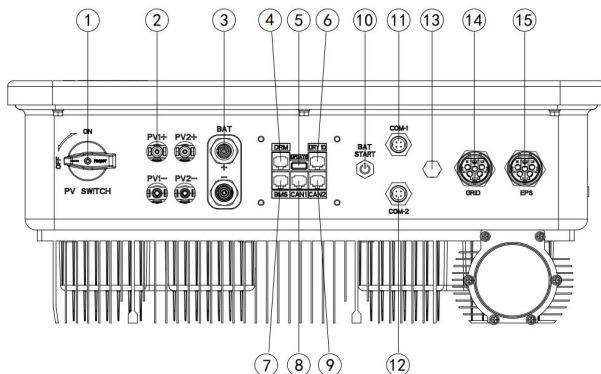 1 2 3 4 5 6 10 11 13 14 15
ON
OFF
PV SWITCH
PV1+ PV2+
PV1− PV2−
BAT
+
−
DRM DRY IO
UPDATE
BMS CAN1 CAN2
BAT
START
COM-1
COM-2
GRID
EPS
7 8 9 12